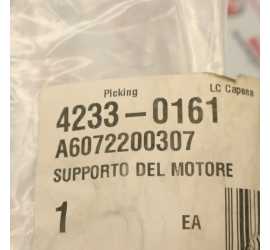 Picking LC Capena
4233-0161
A6072200307
SUPPORTO DEL MOTORE
1 EA